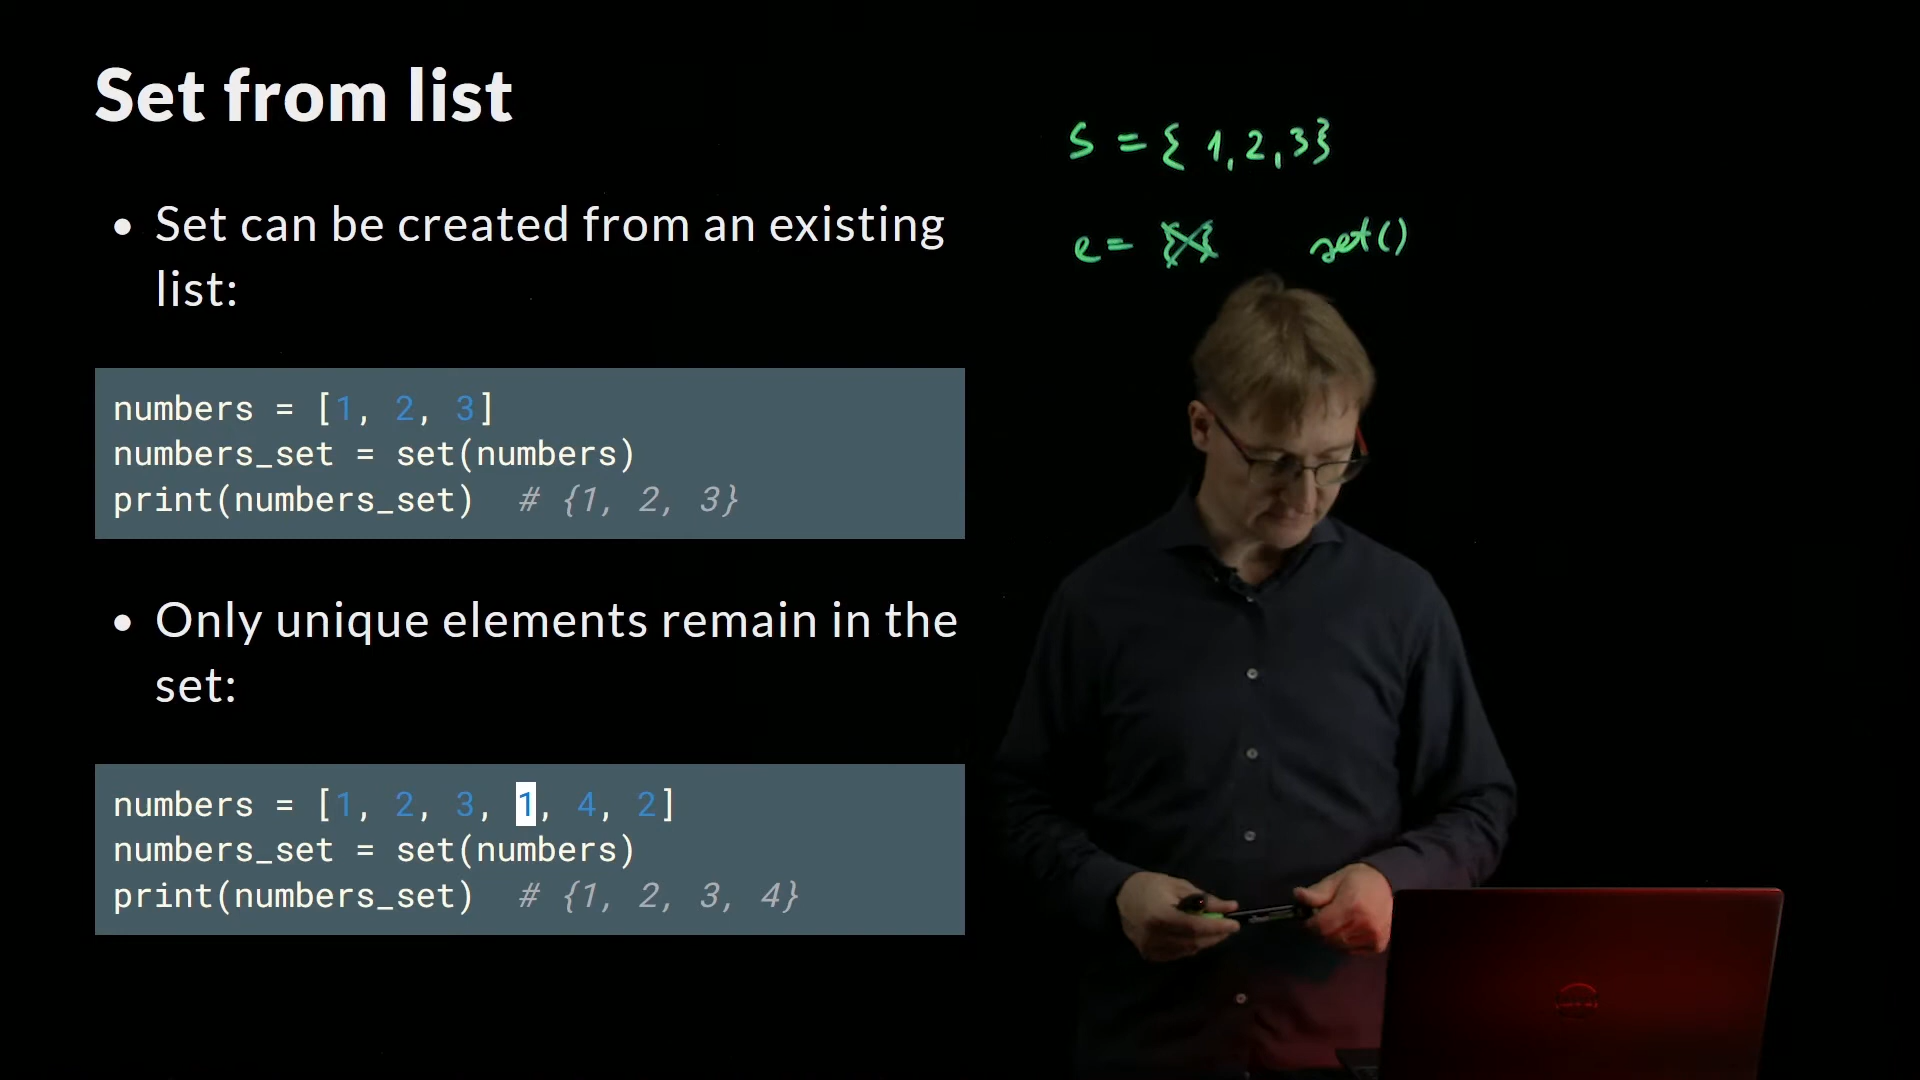 Set from list
• Set can be created from an existing
list:
numbers = [1, 2, 3]
numbers_set = set(numbers)
print(numbers_set)  # {1, 2, 3}
• Only unique elements remain in the
set:
numbers = [1, 2, 3, 1, 4, 2]
numbers_set = set(numbers)
print(numbers_set)  # {1, 2, 3, 4}
S = { 1, 2, 3}
e = {} set()
DELL